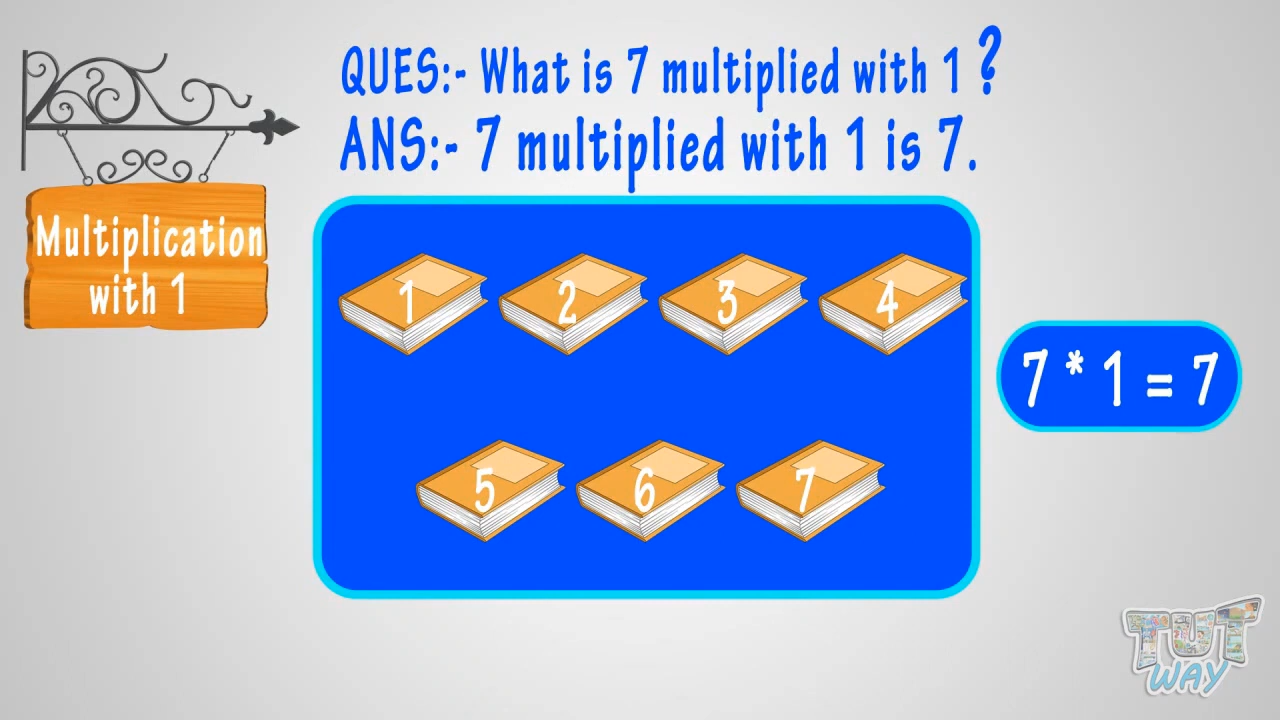 QUES:- What is 7 multiplied with 1 ?
ANS:- 7 multiplied with 1 is 7.
Multiplication
with 1
1 2 3 4
5 6 7
7 * 1 = 7
TUT
WAY